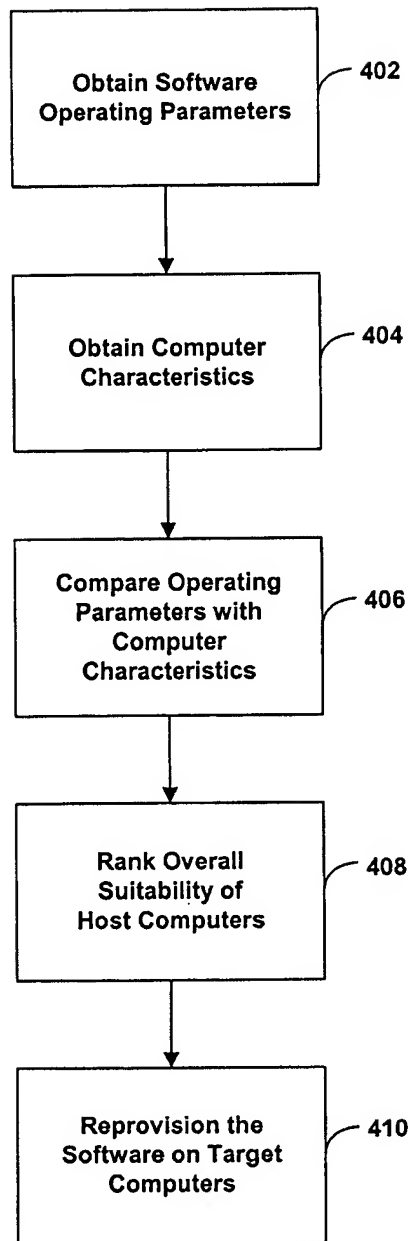 Obtain Software
Operating Parameters
402
Obtain Computer
Characteristics
404
Compare Operating
Parameters with
Computer
Characteristics
406
Rank Overall
Suitability of
Host Computers
408
Reprovision the
Software on Target
Computers
410